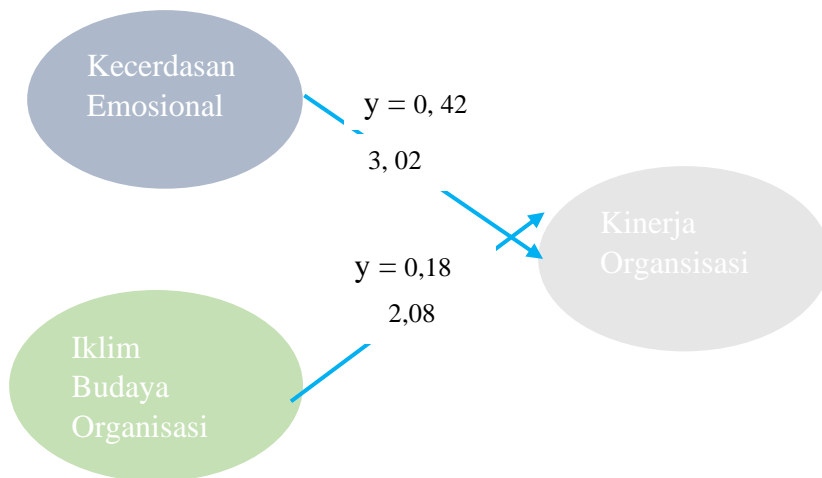 Kecerdasan
Emosional
y = 0, 42
3, 02
Kinerja
Organsisasi
y = 0,18
2,08
Iklim
Budaya
Organisasi